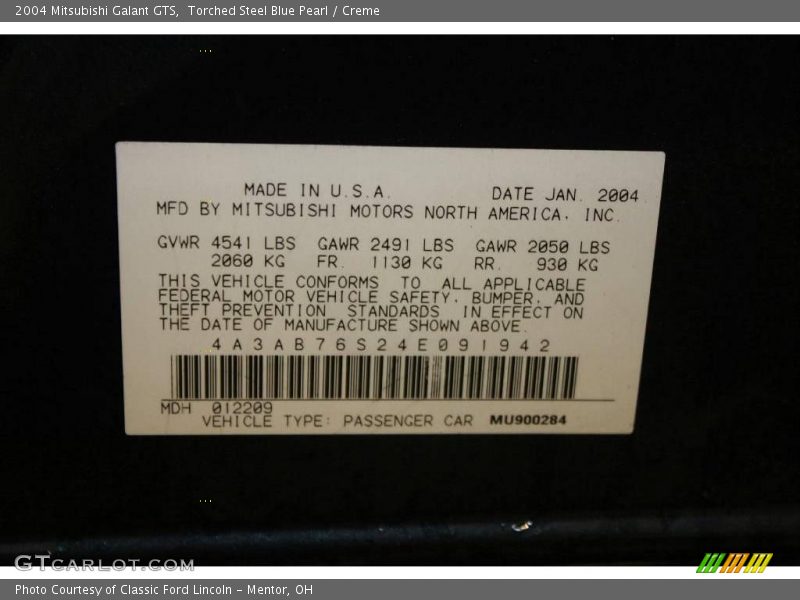 2004 Mitsubishi Galant GTS, Torched Steel Blue Pearl / Creme
MADE IN U.S.A. DATE JAN. 2004
MFD BY MITSUBISHI MOTORS NORTH AMERICA, INC.
GVWR 4541 LBS GAWR 2491 LBS GAWR 2050 LBS
2060 KG FR. 1130 KG RR. 930 KG
THIS VEHICLE CONFORMS TO ALL APPLICABLE
FEDERAL MOTOR VEHICLE SAFETY, BUMPER, AND
THEFT PREVENTION STANDARDS IN EFFECT ON
THE DATE OF MANUFACTURE SHOWN ABOVE.
4A3AB76S24E091942
MDH 012209
VEHICLE TYPE: PASSENGER CAR MU900284
GTCARLOT.COM
Photo Courtesy of Classic Ford Lincoln - Mentor, OH